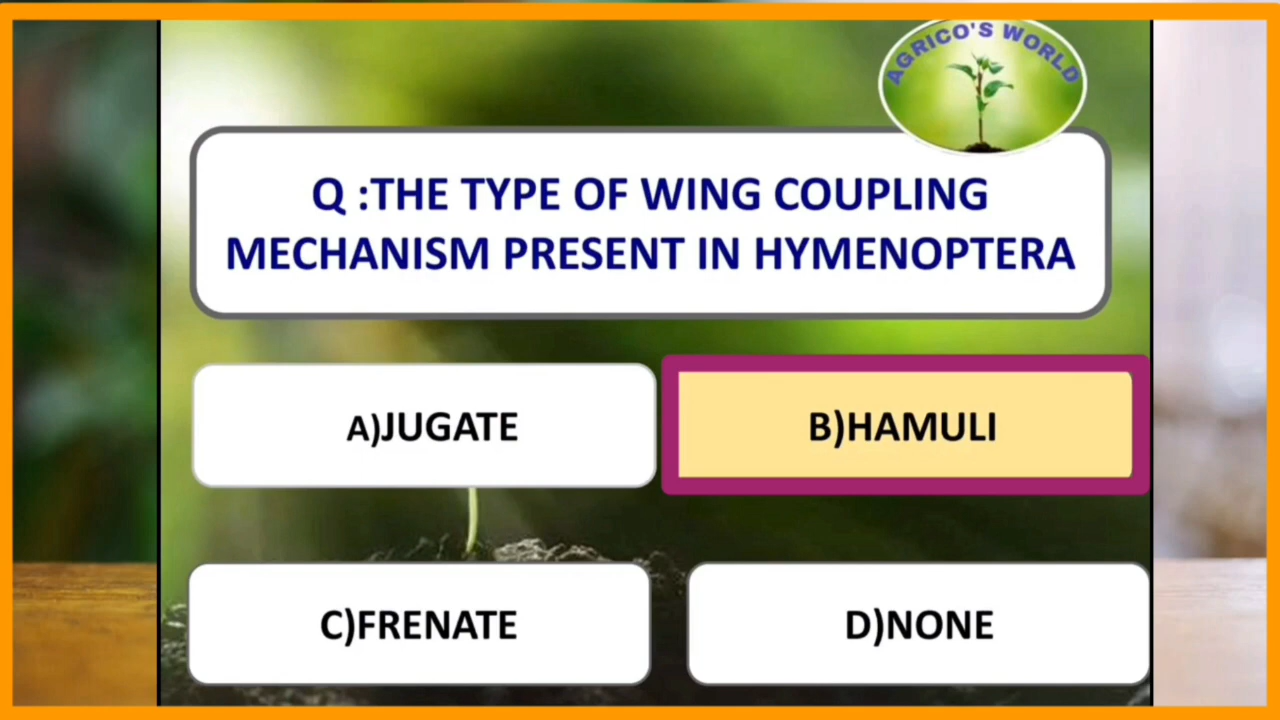 AGRICO'S WORLD
Q :THE TYPE OF WING COUPLING
MECHANISM PRESENT IN HYMENOPTERA
A)JUGATE
B)HAMULI
C)FRENATE
D)NONE